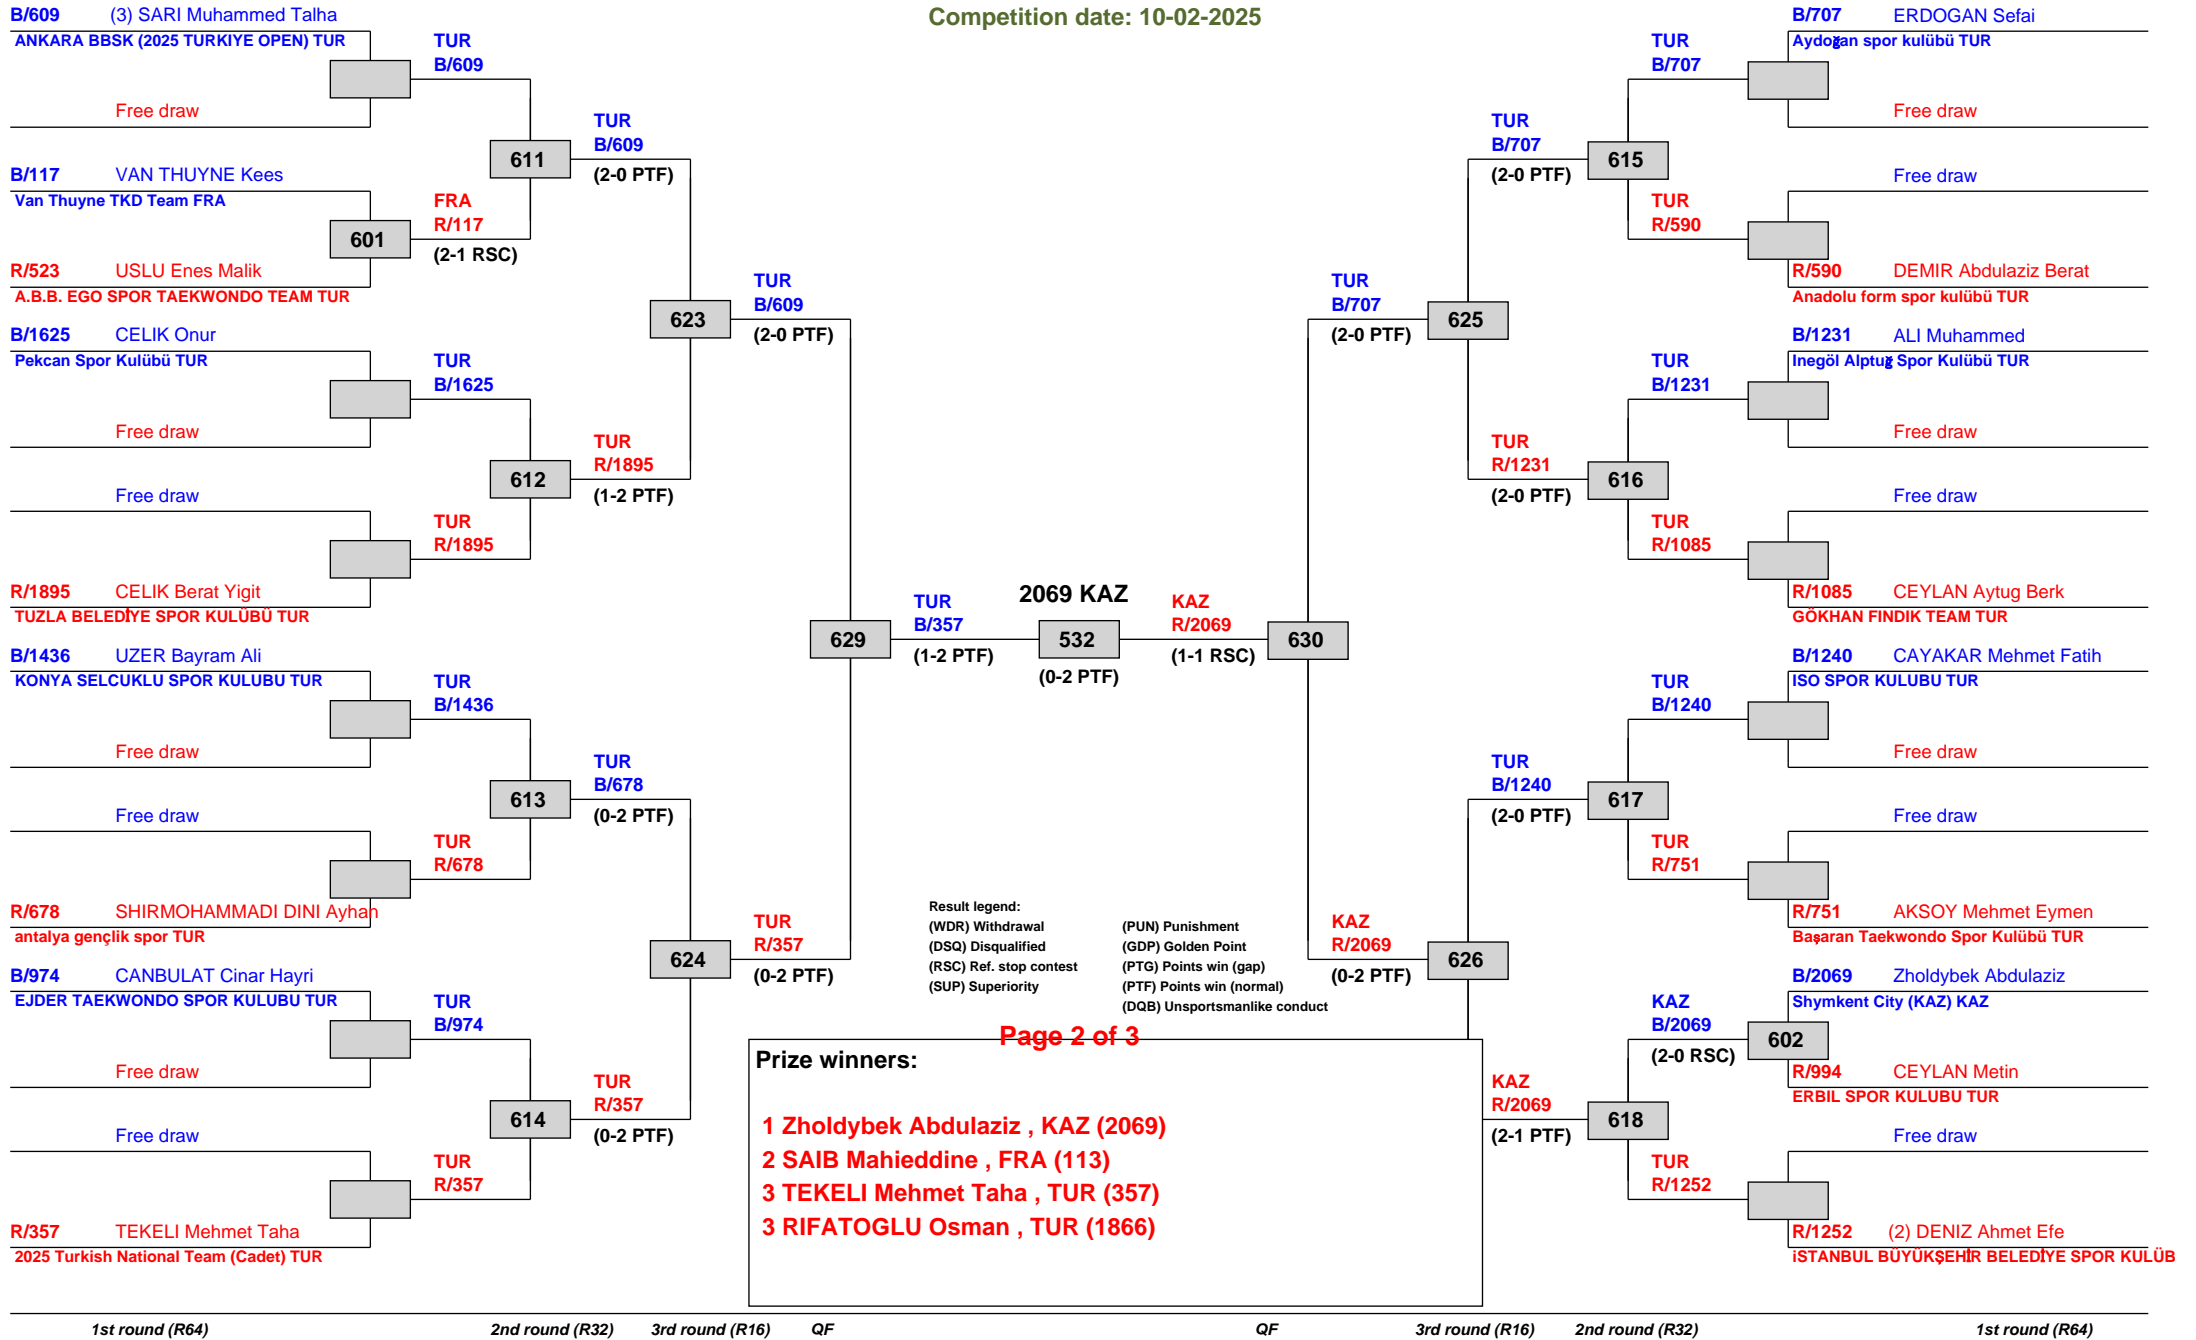 Competition date: 10-02-2025
B/609 (3) SARI Muhammed Talha
ANKARA BBSK (2025 TURKIYE OPEN) TUR
Free draw
B/117 VAN THUYNE Kees
Van Thuyne TKD Team FRA
601
R/523 USLU Enes Malik
A.B.B. EGO SPOR TAEKWONDO TEAM TUR
B/1625 CELIK Onur
Pekcan Spor Kulübü TUR
Free draw
Free draw
R/1895 CELIK Berat Yigit
TUZLA BELEDİYE SPOR KULÜBÜ TUR
B/1436 UZER Bayram Ali
KONYA SELCUKLU SPOR KULUBU TUR
Free draw
Free draw
R/678 SHIRMOHAMMADI DINI Ayhan
antalya gençlik spor TUR
B/974 CANBULAT Cinar Hayri
EJDER TAEKWONDO SPOR KULUBU TUR
Free draw
Free draw
R/357 TEKELI Mehmet Taha
2025 Turkish National Team (Cadet) TUR
TUR
B/609
611
FRA
R/117
(2-1 RSC)
TUR
B/1625
612
TUR
R/1895
TUR
B/1436
613
TUR
R/678
TUR
B/974
614
TUR
R/357
TUR
B/609
(2-0 PTF)
623
TUR
R/1895
(1-2 PTF)
TUR
B/678
(0-2 PTF)
624
TUR
R/357
(0-2 PTF)
TUR
B/609
(2-0 PTF)
629
TUR
R/357
(0-2 PTF)
TUR
B/357
(1-2 PTF)
2069 KAZ
532
(0-2 PTF)
KAZ
R/2069
(1-1 RSC)
630
TUR
B/707
(2-0 PTF)
625
KAZ
R/2069
(0-2 PTF)
626
TUR
B/707
(2-0 PTF)
615
TUR
R/1231
(2-0 PTF)
616
TUR
B/1240
(2-0 PTF)
617
KAZ
R/2069
(2-1 PTF)
618
TUR
B/707
TUR
R/590
TUR
B/1231
TUR
R/1085
TUR
B/1240
TUR
R/751
KAZ
B/2069
(2-0 RSC)
602
TUR
R/1252
B/707 ERDOGAN Sefai
Aydoğan spor kulübü TUR
Free draw
Free draw
R/590 DEMIR Abdulaziz Berat
Anadolu form spor kulübü TUR
B/1231 ALI Muhammed
Inegöl Alptuğ Spor Kulübü TUR
Free draw
Free draw
R/1085 CEYLAN Aytug Berk
GÖKHAN FINDIK TEAM TUR
B/1240 CAYAKAR Mehmet Fatih
ISO SPOR KULUBU TUR
Free draw
Free draw
R/751 AKSOY Mehmet Eymen
Başaran Taekwondo Spor Kulübü TUR
B/2069 Zholdybek Abdulaziz
Shymkent City (KAZ) KAZ
R/994 CEYLAN Metin
ERBIL SPOR KULUBU TUR
Free draw
R/1252 (2) DENIZ Ahmet Efe
iSTANBUL BÜYÜKŞEHİR BELEDİYE SPOR KULÜB
Result legend:
(WDR) Withdrawal
(DSQ) Disqualified
(RSC) Ref. stop contest
(SUP) Superiority
(PUN) Punishment
(GDP) Golden Point
(PTG) Points win (gap)
(PTF) Points win (normal)
(DQB) Unsportsmanlike conduct
Page 2 of 3
Prize winners:
1 Zholdybek Abdulaziz , KAZ (2069)
2 SAIB Mahieddine , FRA (113)
3 TEKELI Mehmet Taha , TUR (357)
3 RIFATOGLU Osman , TUR (1866)
1st round (R64) 2nd round (R32) 3rd round (R16) QF QF 3rd round (R16) 2nd round (R32) 1st round (R64)